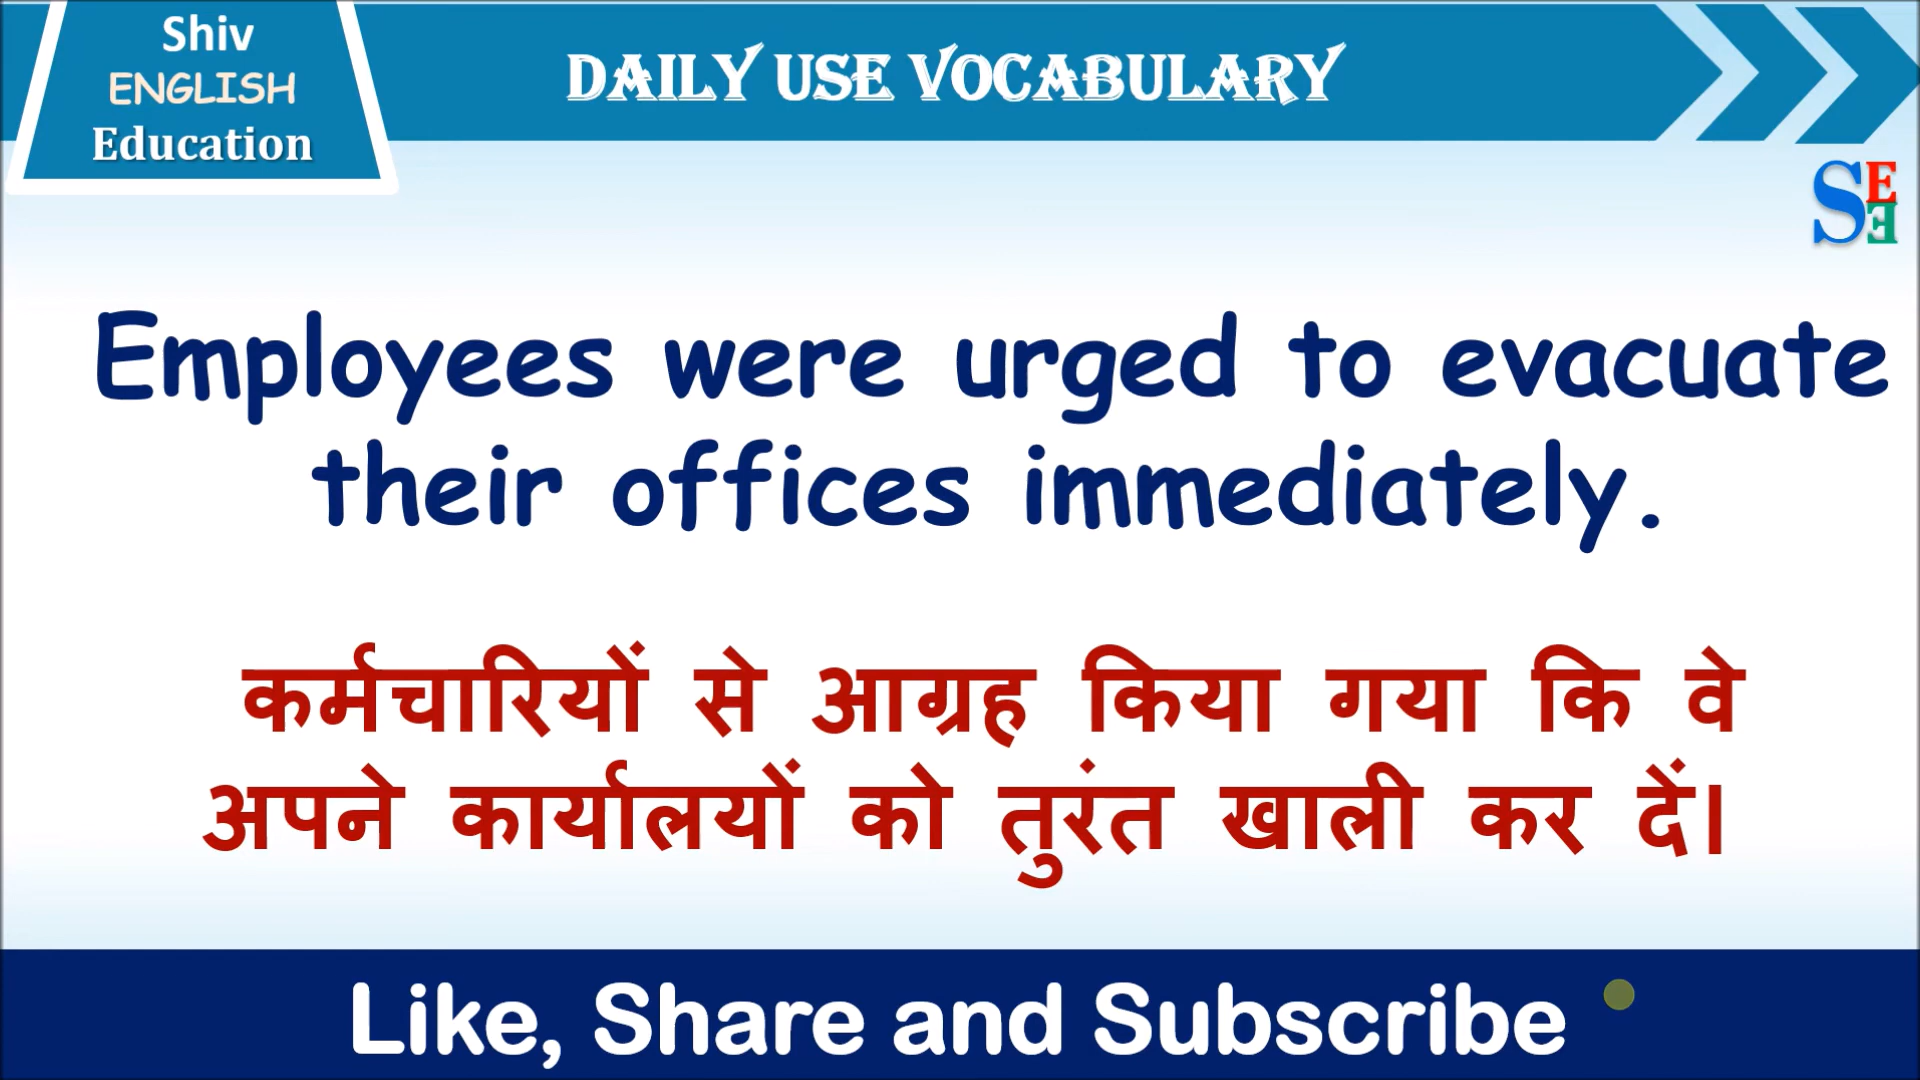 Shiv
ENGLISH
Education
DAILY USE VOCABULARY
SEE
Employees were urged to evacuate
their offices immediately.
कर्मचारियों से आग्रह किया गया कि वे
अपने कार्यालयों को तुरंत खाली कर दें।
Like, Share and Subscribe